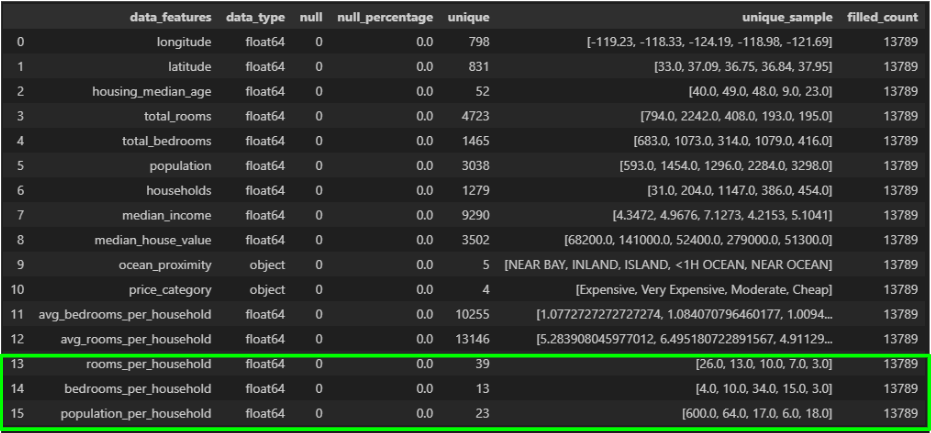 data_features data_type null null_percentage unique unique_sample filled_count
0 longitude float64 0 0.0 798 [-119.23, -118.33, -124.19, -118.98, -121.69] 13789
1 latitude float64 0 0.0 831 [33.0, 37.09, 36.75, 36.84, 37.95] 13789
2 housing_median_age float64 0 0.0 52 [40.0, 49.0, 48.0, 9.0, 23.0] 13789
3 total_rooms float64 0 0.0 4723 [794.0, 2242.0, 408.0, 193.0, 195.0] 13789
4 total_bedrooms float64 0 0.0 1465 [683.0, 1073.0, 314.0, 1079.0, 416.0] 13789
5 population float64 0 0.0 3038 [593.0, 1454.0, 1296.0, 2284.0, 3298.0] 13789
6 households float64 0 0.0 1279 [31.0, 204.0, 1147.0, 386.0, 454.0] 13789
7 median_income float64 0 0.0 9290 [4.3472, 4.9676, 7.1273, 4.2153, 5.1041] 13789
8 median_house_value float64 0 0.0 3502 [68200.0, 141000.0, 52400.0, 279000.0, 51300.0] 13789
9 ocean_proximity object 0 0.0 5 [NEAR BAY, INLAND, ISLAND, <1H OCEAN, NEAR OCEAN] 13789
10 price_category object 0 0.0 4 [Expensive, Very Expensive, Moderate, Cheap] 13789
11 avg_bedrooms_per_household float64 0 0.0 10255 [1.0772727272727274, 1.084070796460177, 1.0094... 13789
12 avg_rooms_per_household float64 0 0.0 13146 [5.283908045977012, 6.495180722891567, 4.91129... 13789
13 rooms_per_household float64 0 0.0 39 [26.0, 13.0, 10.0, 7.0, 3.0] 13789
14 bedrooms_per_household float64 0 0.0 13 [4.0, 10.0, 34.0, 15.0, 3.0] 13789
15 population_per_household float64 0 0.0 23 [600.0, 64.0, 17.0, 6.0, 18.0] 13789